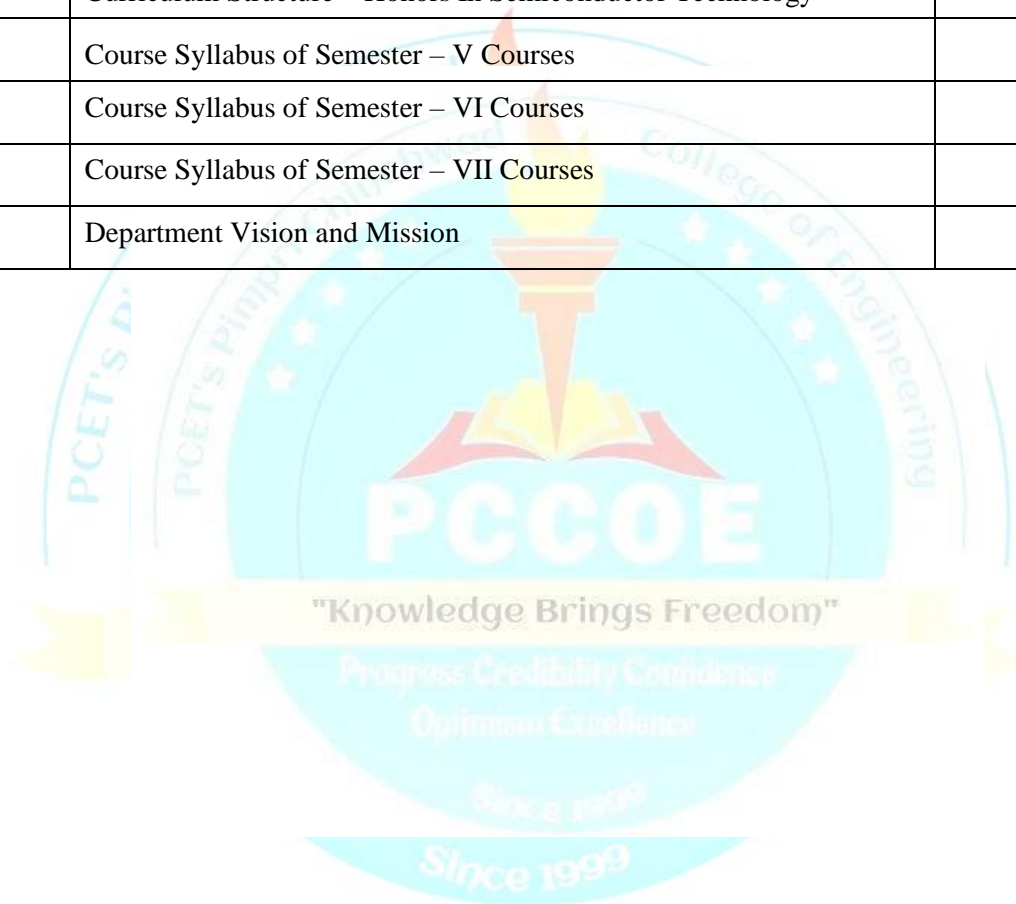 Curriculum Structure – Honors in Semiconductor Technology
Course Syllabus of Semester – V Courses
Course Syllabus of Semester – VI Courses
Course Syllabus of Semester – VII Courses
Department Vision and Mission
PCET's Pimpri Chinchwad College of Engineering
PCET's P
PCCOE
"Knowledge Brings Freedom"
Progress Credibility Confidence
Optimism Excellence
Since 1999
Since 1999